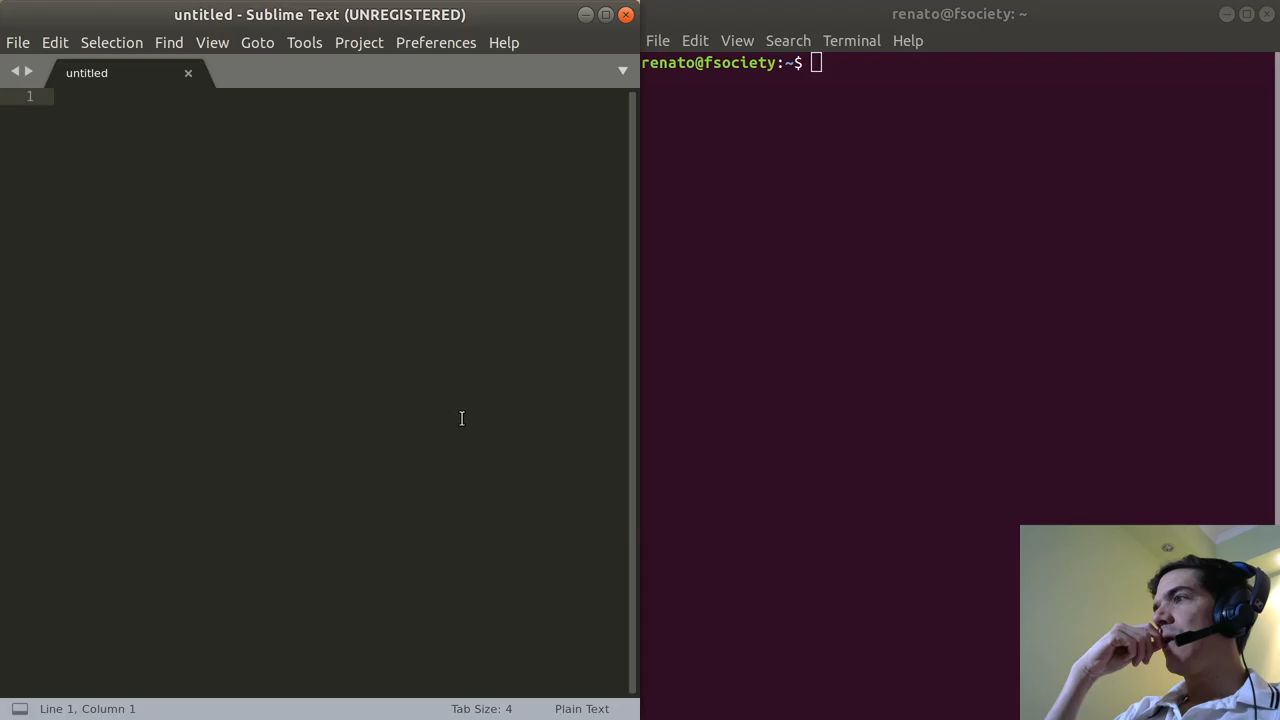 untitled - Sublime Text (UNREGISTERED)
File Edit Selection Find View Goto Tools Project Preferences Help
untitled
1
Line 1, Column 1
Tab Size: 4
Plain Text
renato@fsociety: ~
File Edit View Search Terminal Help
renato@fsociety:~$